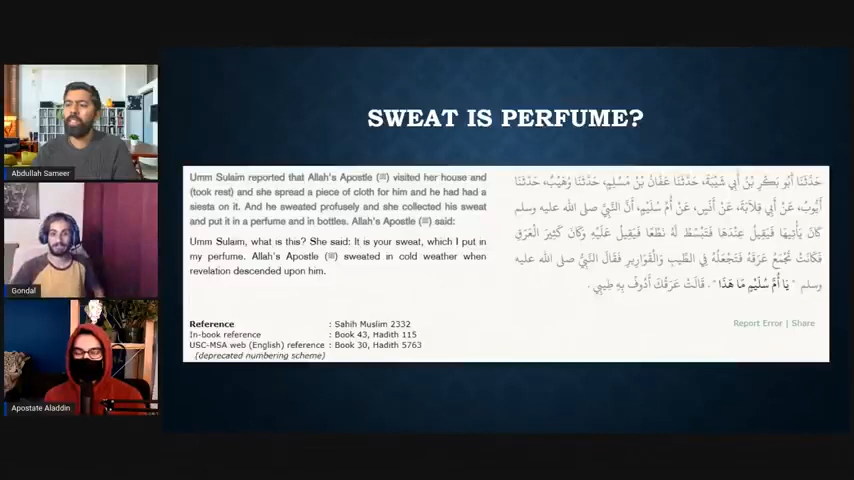 SWEAT IS PERFUME?
Umm Sulaim reported that Allah's Apostle (ﷺ) visited her house and
(took rest) and she spread a piece of cloth for him and he had had a
siesta on it. And he sweated profusely and she collected his sweat
and put it in a perfume and in bottles. Allah's Apostle (ﷺ) said:
Umm Sulaim, what is this? She said: It is your sweat, which I put in
my perfume. Allah's Apostle (ﷺ) sweated in cold weather when
revelation descended upon him.
حَدَّثَنَا أَبُو بَكْرِ بْنُ أَبِي شَيْبَةَ، حَدَّثَنَا عَفَّانُ بْنُ مُسْلِمٍ، حَدَّثَنَا وُهَيْبٌ، حَدَّثَنَا
أَيُّوبُ، عَنْ أَبِي قِلاَبَةَ، عَنْ أَنَسٍ، عَنْ أُمِّ سُلَيْمٍ، أَنَّ النَّبِيَّ صلى الله عليه وسلم
كَانَ يَأْتِيهَا فَيَقِيلُ عِنْدَهَا فَتَبْسُطُ لَهُ نِطَعًا فَيَقِيلُ عَلَيْهِ وَكَانَ كَثِيرَ الْعَرَقِ
فَكَانَتْ تَجْمَعُ عَرَقَهُ فَتَجْعَلُهُ فِي الطِّيبِ وَالْقَوَارِيرِ فَقَالَ النَّبِيُّ صلى الله عليه
وسلم " يَا أُمَّ سُلَيْمٍ مَا هَذَا " . قَالَتْ عَرَقُكَ أَدُوفُ بِهِ طِيبِي .
Reference : Sahih Muslim 2332
In-book reference : Book 43, Hadith 115
USC-MSA web (English) reference : Book 30, Hadith 5763
(deprecated numbering scheme)
Report Error | Share
Abdullah Sameer
Gondal
Apostate Aladdin